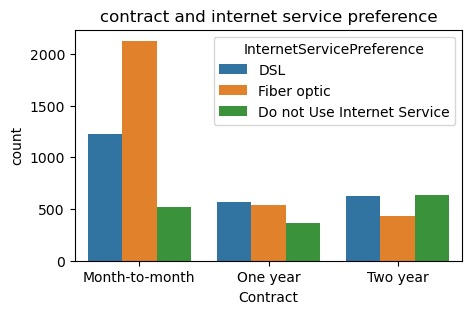 contract and internet service preference
InternetServicePreference
DSL
Fiber optic
Do not Use Internet Service
2000
1500
1000
500
0
count
Month-to-month
One year
Two year
Contract